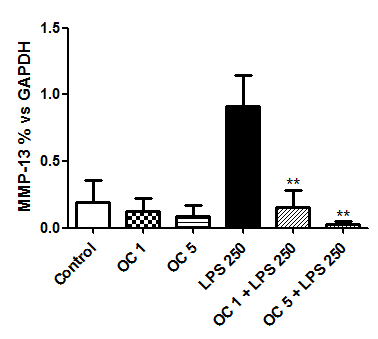 MMP-13 % vs GAPDH
1.5
1.0
0.5
0.0
**
**
Control
OC 1
OC 5
LPS 250
OC 1 + LPS 250
OC 5 + LPS 250